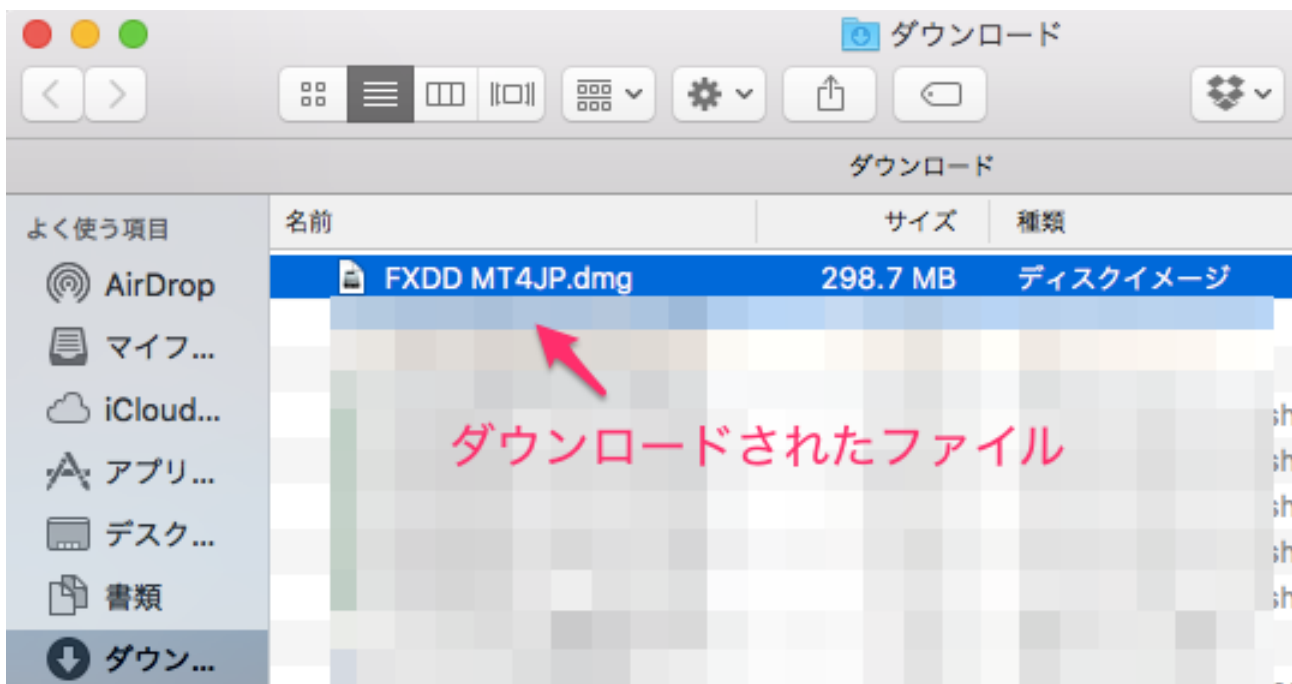 ダウンロード
ダウンロード
よく使う項目
名前 サイズ 種類
AirDrop
FXDD MT4JP.dmg 298.7 MB ディスクイメージ
マイフ...
iCloud...
ダウンロードされたファイル
アプリ...
デスク...
書類
ダウン...